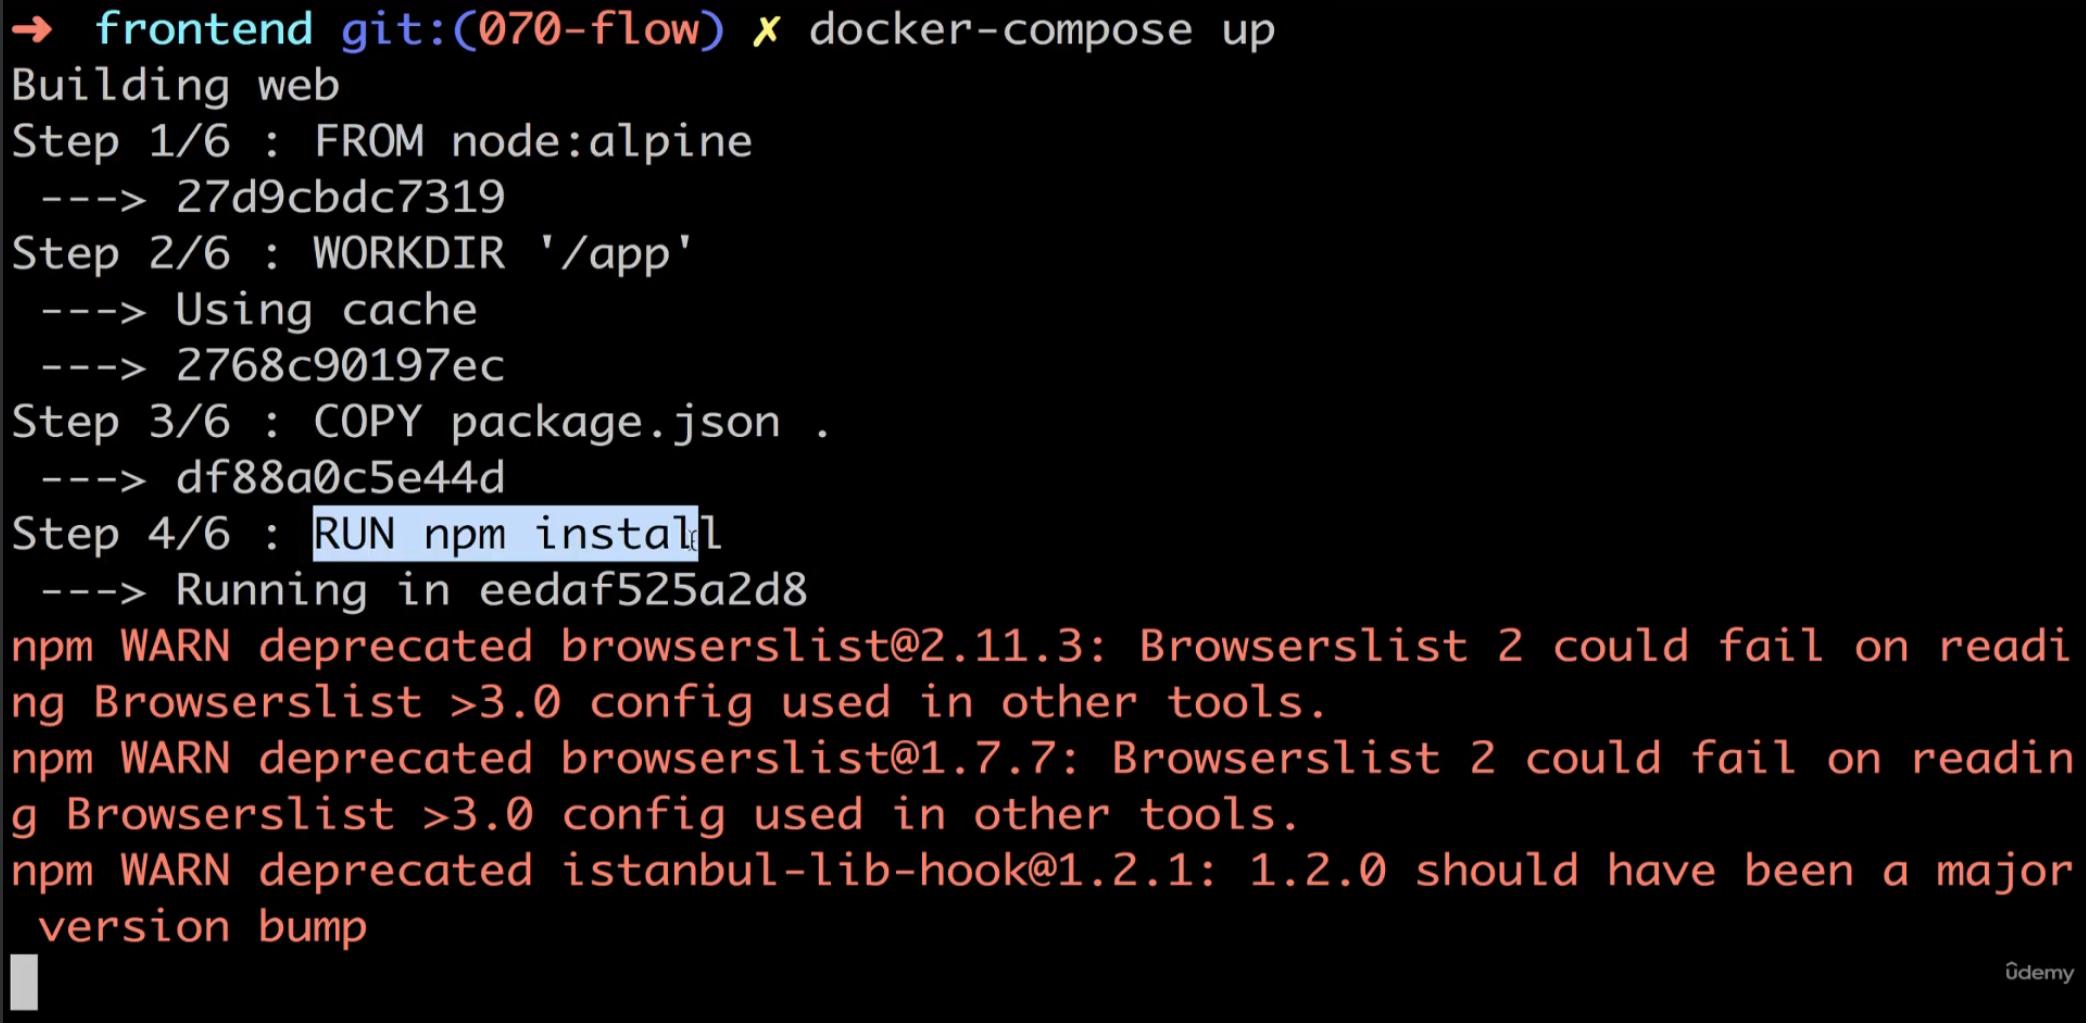 ➜ frontend git:(070-flow) ✗ docker-compose up
Building web
Step 1/6 : FROM node:alpine
 ---> 27d9cbdc7319
Step 2/6 : WORKDIR '/app'
 ---> Using cache
 ---> 2768c90197ec
Step 3/6 : COPY package.json .
 ---> df88a0c5e44d
Step 4/6 : RUN npm install
 ---> Running in eedaf525a2d8
npm WARN deprecated browserslist@2.11.3: Browserslist 2 could fail on readi
ng Browserslist >3.0 config used in other tools.
npm WARN deprecated browserslist@1.7.7: Browserslist 2 could fail on readin
g Browserslist >3.0 config used in other tools.
npm WARN deprecated istanbul-lib-hook@1.2.1: 1.2.0 should have been a major
 version bump
ûdemy